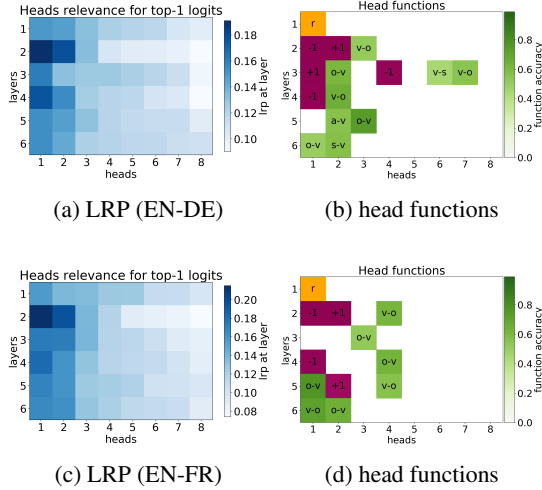 Heads relevance for top-1 logits
1
2
3
4
5
6
layers
1 2 3 4 5 6 7 8
heads
0.18
0.16
0.14
0.12
0.10
lrp at layer
(a) LRP (EN-DE)
Head functions
1 r
2 -1 +1 v-o
3 +1 o-v -1 v-s v-o
4 -1 v-o
5 a-v o-v
6 o-v s-v
layers
1 2 3 4 5 6 7 8
heads
0.8
0.6
0.4
0.2
0.0
function accuracy
(b) head functions
Heads relevance for top-1 logits
1
2
3
4
5
6
layers
1 2 3 4 5 6 7 8
heads
0.20
0.18
0.16
0.14
0.12
0.10
0.08
lrp at layer
(c) LRP (EN-FR)
Head functions
1 r
2 -1 +1 v-o
3 o-v
4 -1 v-o
5 o-v +1 v-o
6 v-o o-v
layers
1 2 3 4 5 6 7 8
heads
0.8
0.6
0.4
0.2
0.0
function accuracy
(d) head functions